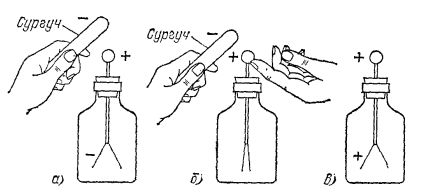 Сургуч − Сургуч −
+ + +
− +
а) б) в)